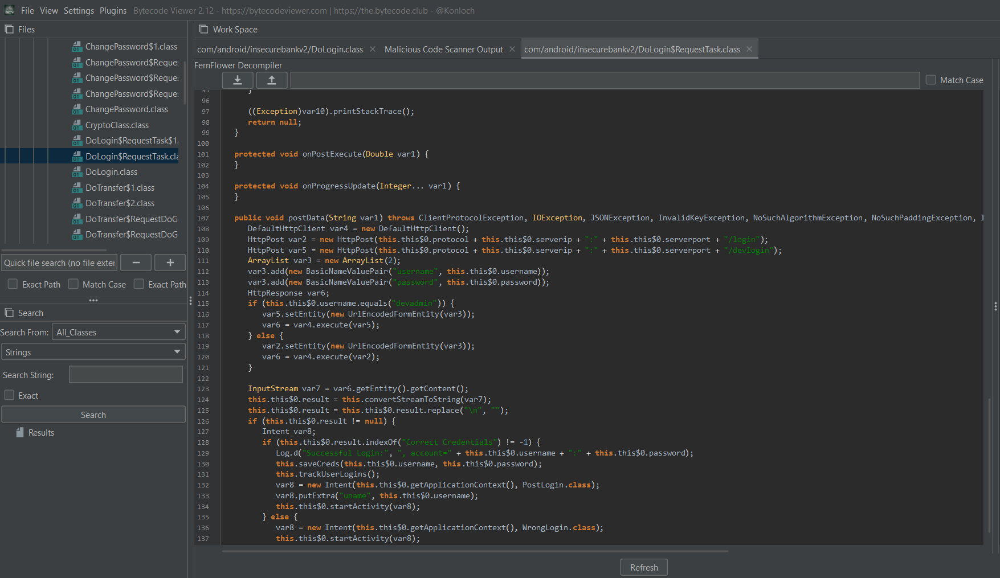 File View Settings Plugins Bytecode Viewer 2.12 - https://bytecodeviewer.com | https://the.bytecode.club - @Konloch
Files
ChangePassword$1.class
ChangePassword$Reque
ChangePassword$Reque
ChangePassword$Reque
ChangePassword.class
CryptoClass.class
DoLogin$RequestTask$1.
DoLogin$RequestTask.cla
DoLogin.class
DoTransfer$1.class
DoTransfer$2.class
DoTransfer$RequestDoG
DoTransfer$RequestDoG
Quick file search (no file exter
− +
Exact Path Match Case Exact Path
Search
Search From: All_Classes
Strings
Search String:
Exact
Search
Results
Work Space
com/android/insecurebankv2/DoLogin.class × Malicious Code Scanner Output × com/android/insecurebankv2/DoLogin$RequestTask.class ×
FernFlower Decompiler
Match Case
95 }
96
97 ((Exception)var10).printStackTrace();
98 return null;
99 }
100
101 protected void onPostExecute(Double var1) {
102 }
103
104 protected void onProgressUpdate(Integer... var1) {
105 }
106
107 public void postData(String var1) throws ClientProtocolException, IOException, JSONException, InvalidKeyException, NoSuchAlgorithmException, NoSuchPaddingException, I
108 DefaultHttpClient var4 = new DefaultHttpClient();
109 HttpPost var2 = new HttpPost(this.this$0.protocol + this.this$0.serverip + ":" + this.this$0.serverport + "/login");
110 HttpPost var5 = new HttpPost(this.this$0.protocol + this.this$0.serverip + ":" + this.this$0.serverport + "/devlogin");
111 ArrayList var3 = new ArrayList(2);
112 var3.add(new BasicNameValuePair("username", this.this$0.username));
113 var3.add(new BasicNameValuePair("password", this.this$0.password));
114 HttpResponse var6;
115 if (this.this$0.username.equals("devadmin")) {
116 var5.setEntity(new UrlEncodedFormEntity(var3));
117 var6 = var4.execute(var5);
118 } else {
119 var2.setEntity(new UrlEncodedFormEntity(var3));
120 var6 = var4.execute(var2);
121 }
122
123 InputStream var7 = var6.getEntity().getContent();
124 this.this$0.result = this.convertStreamToString(var7);
125 this.this$0.result = this.this$0.result.replace("\n", "");
126 if (this.this$0.result != null) {
127 Intent var8;
128 if (this.this$0.result.indexOf("Correct Credentials") != -1) {
129 Log.d("Successful Login:", ", account=" + this.this$0.username + ":" + this.this$0.password);
130 this.saveCreds(this.this$0.username, this.this$0.password);
131 this.trackUserLogins();
132 var8 = new Intent(this.this$0.getApplicationContext(), PostLogin.class);
133 var8.putExtra("uname", this.this$0.username);
134 this.this$0.startActivity(var8);
135 } else {
136 var8 = new Intent(this.this$0.getApplicationContext(), WrongLogin.class);
137 this.this$0.startActivity(var8);
Refresh